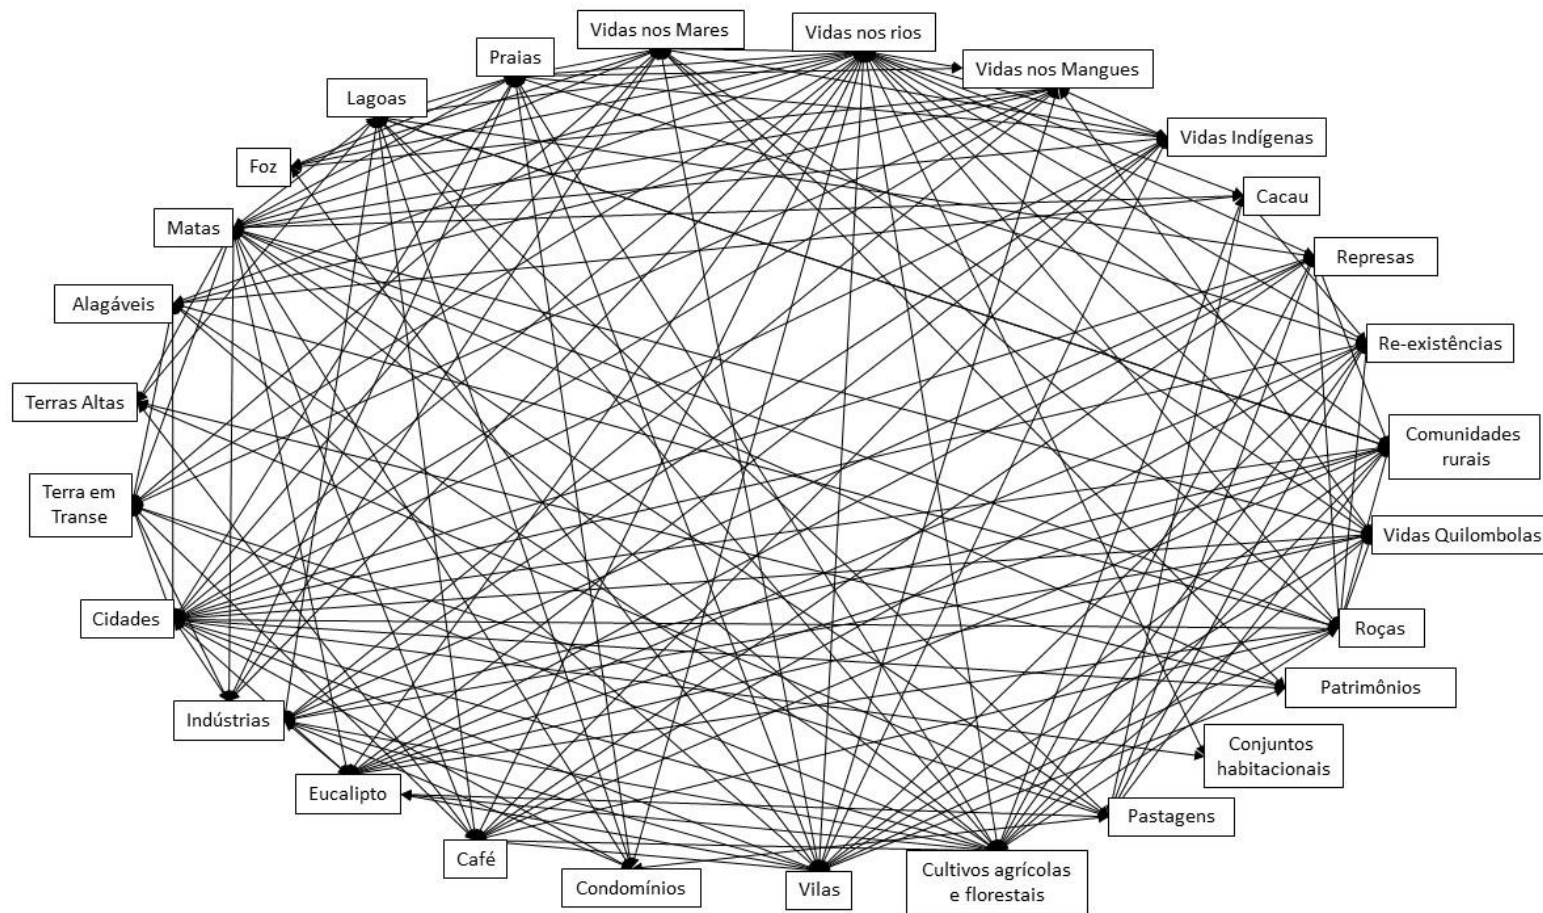 Vidas nos Mares
Vidas nos rios
Praias
Vidas nos Mangues
Lagoas
Vidas Indígenas
Foz
Cacau
Matas
Represas
Alagáveis
Re-existências
Terras Altas
Comunidades
rurais
Terra em
Transe
Vidas Quilombolas
Cidades
Roças
Patrimônios
Indústrias
Conjuntos
habitacionais
Eucalipto
Pastagens
Café
Cultivos agrícolas
e florestais
Condomínios
Vilas